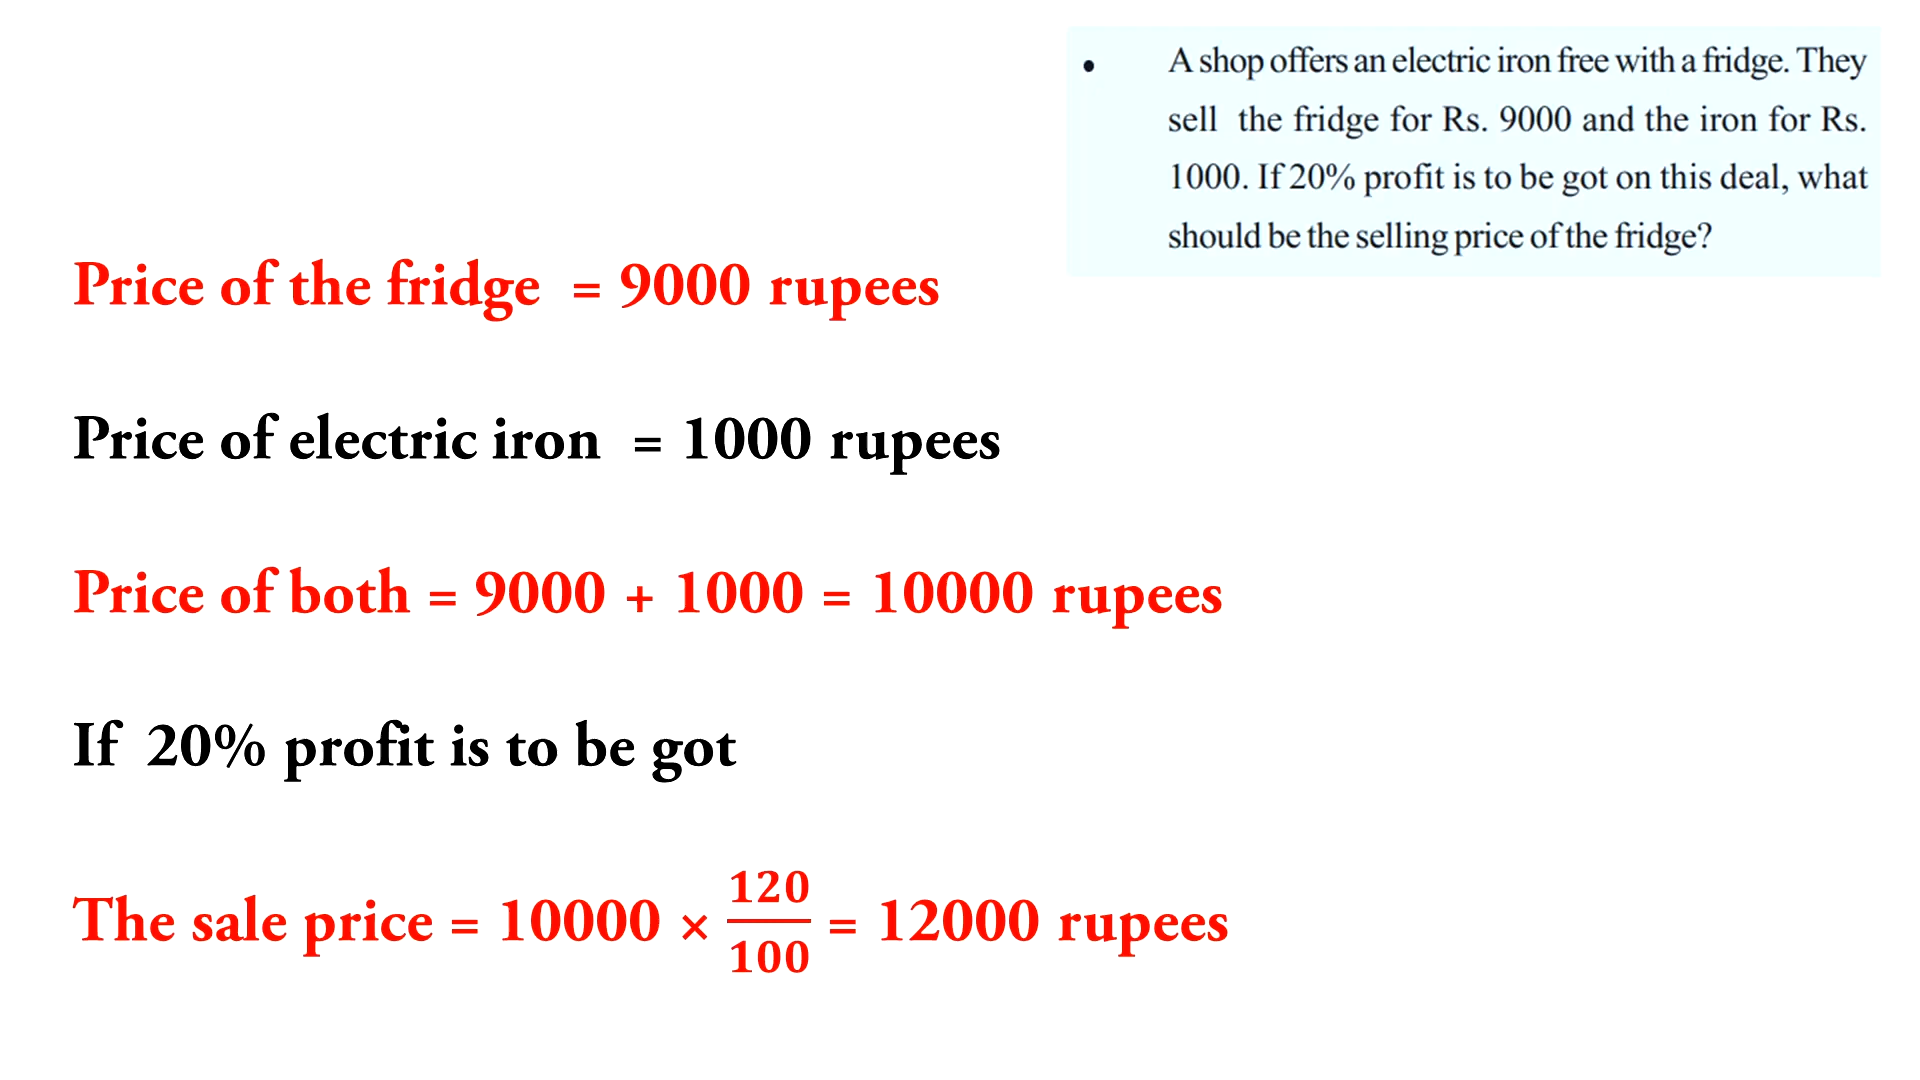 • A shop offers an electric iron free with a fridge. They
sell the fridge for Rs. 9000 and the iron for Rs.
1000. If 20% profit is to be got on this deal, what
should be the selling price of the fridge?
Price of the fridge = 9000 rupees
Price of electric iron = 1000 rupees
Price of both = 9000 + 1000 = 10000 rupees
If 20% profit is to be got
The sale price = 10000 × 120/100 = 12000 rupees